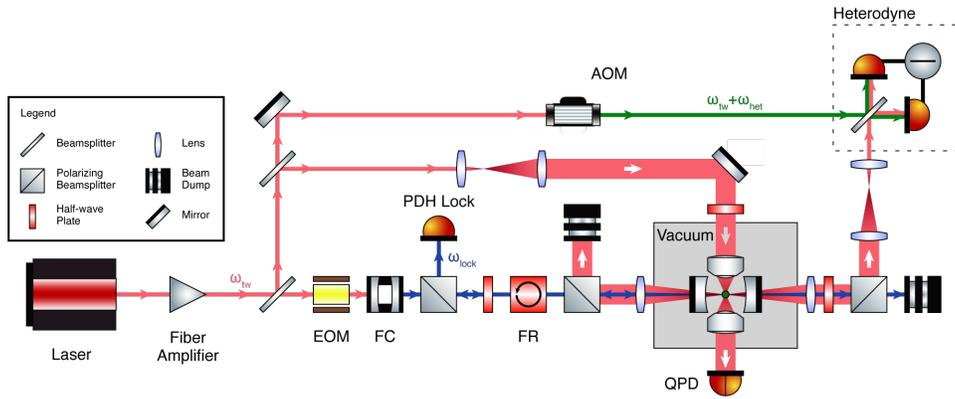 Heterodyne
AOM
ω_tw+ω_het
Legend
Beamsplitter
Lens
Polarizing
Beamsplitter
Beam
Dump
Half-wave
Plate
Mirror
PDH Lock
ω_lock
Vacuum
ω_tw
Laser
Fiber
Amplifier
EOM
FC
FR
QPD